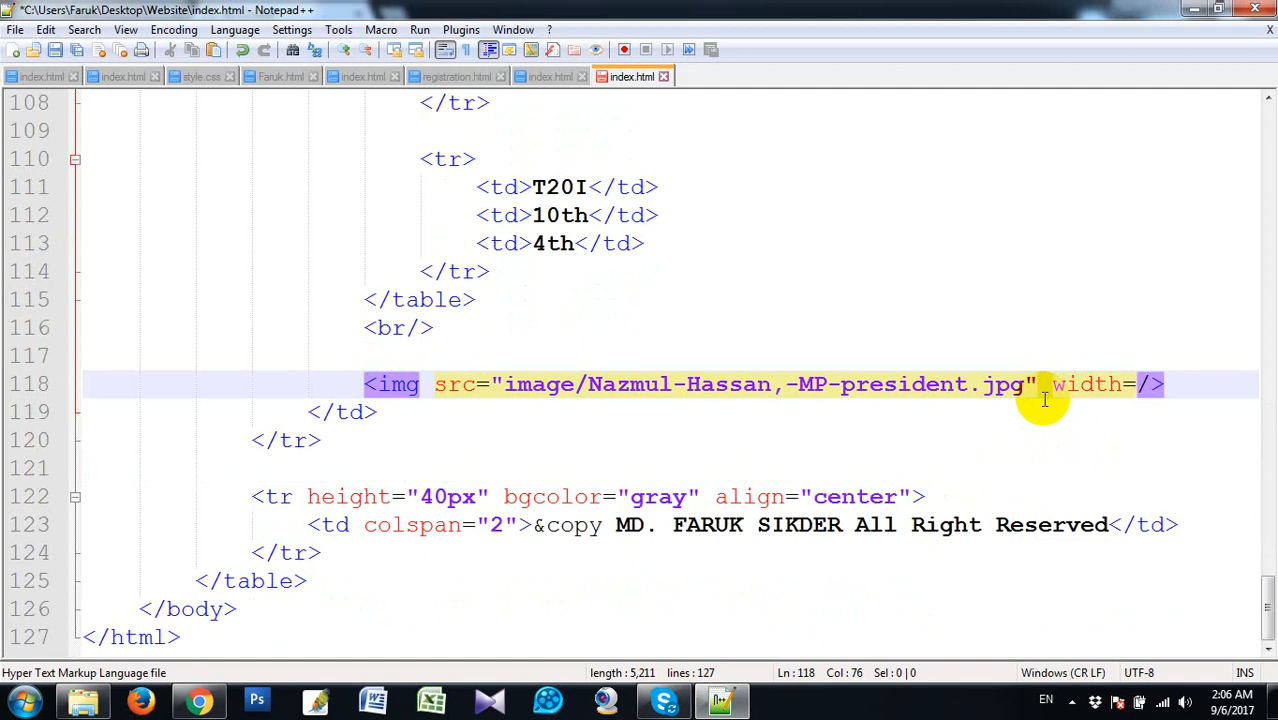 *C:\Users\Faruk\Desktop\Website\index.html - Notepad++
File Edit Search View Encoding Language Settings Tools Macro Run Plugins Window ? X
index.html index.html style.css Faruk.html index.html registration.html index.html index.html
108 </tr>
109
110 <tr>
111 <td>T20I</td>
112 <td>10th</td>
113 <td>4th</td>
114 </tr>
115 </table>
116 <br/>
117
118 <img src="image/Nazmul-Hassan,-MP-president.jpg" width=/>
119 </td>
120 </tr>
121
122 <tr height="40px" bgcolor="gray" align="center">
123 <td colspan="2">&copy MD. FARUK SIKDER All Right Reserved</td>
124 </tr>
125 </table>
126 </body>
127 </html>
Hyper Text Markup Language file length : 5,211 lines : 127 Ln : 118 Col : 76 Sel : 0 | 0 Windows (CR LF) UTF-8 INS
EN 2:06 AM
9/6/2017